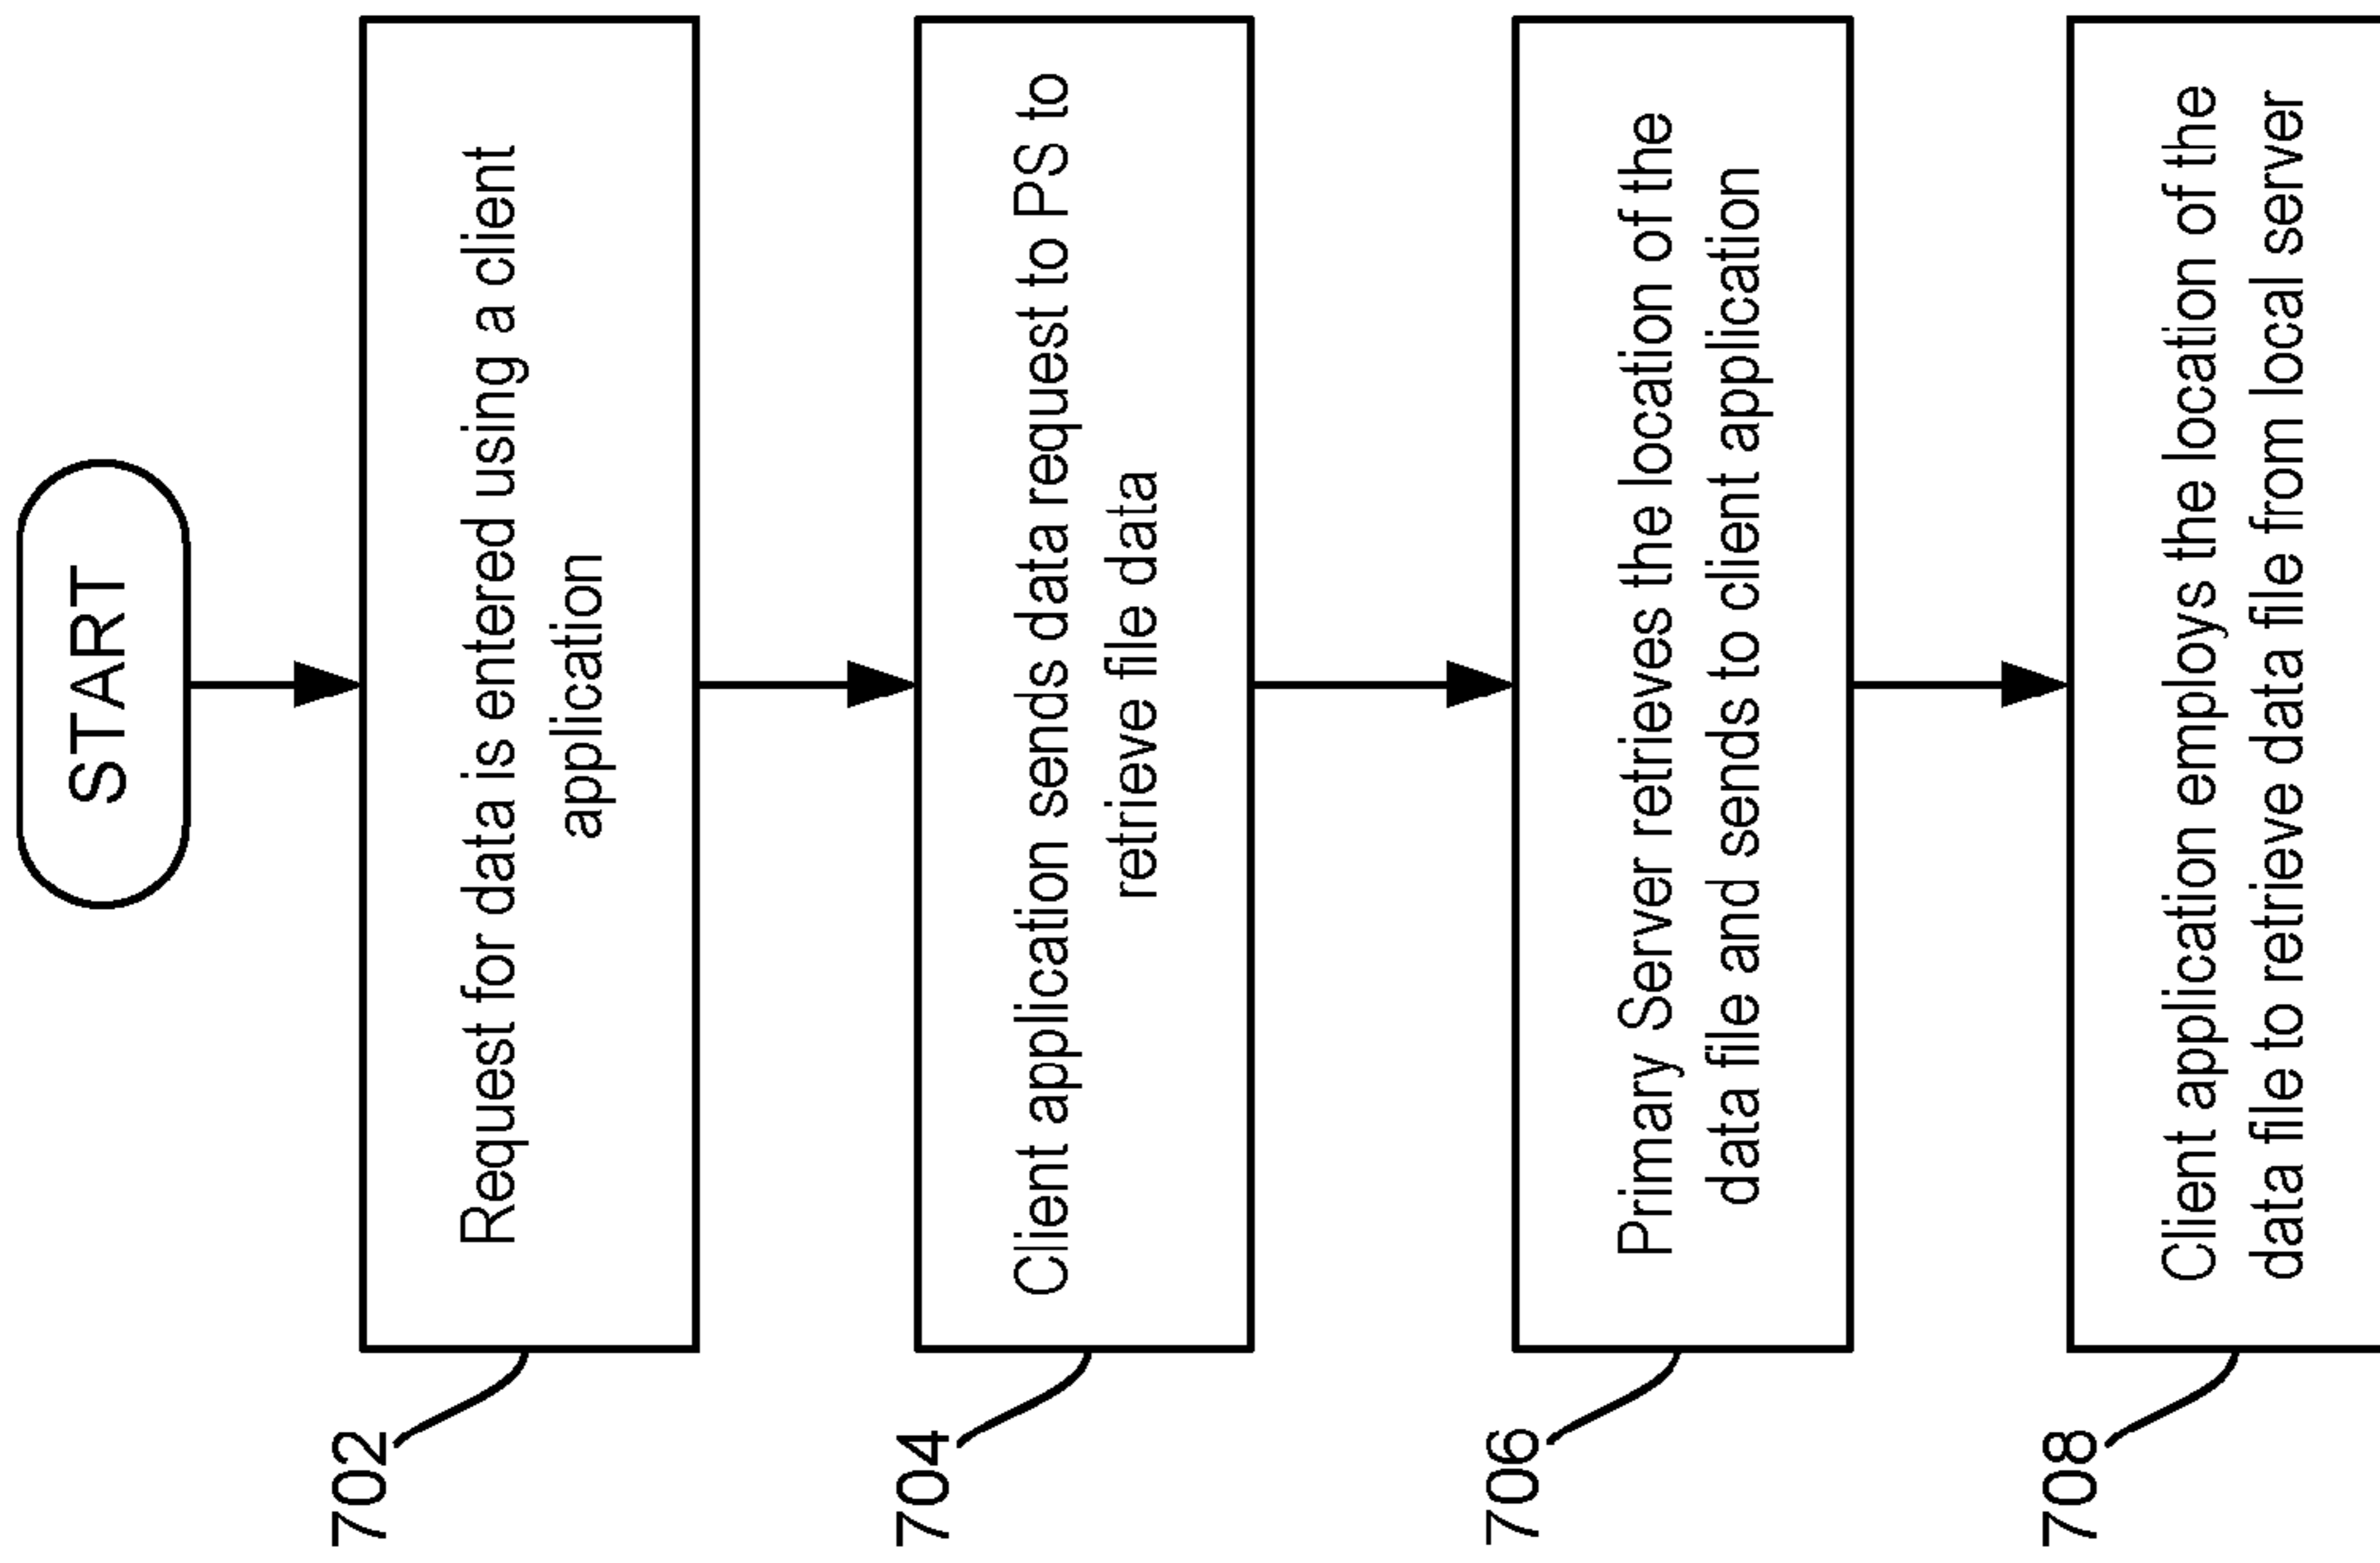 START
702
Request for data is entered using a client
application
704
Client application sends data request to PS to
retrieve file data
706
Primary Server retrieves the location of the
data file and sends to client application
708
Client application employs the location of the
data file to retrieve data file from local server